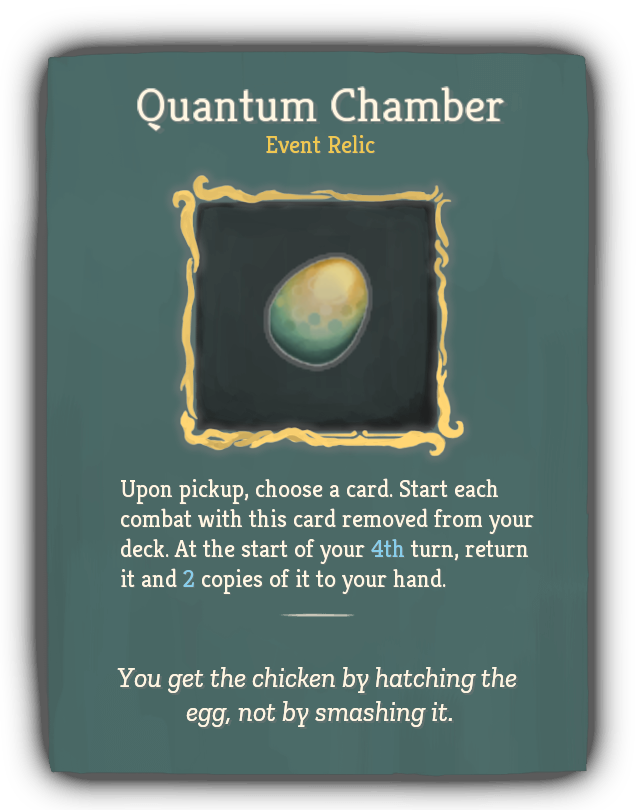 Quantum Chamber
Event Relic
Upon pickup, choose a card. Start each
combat with this card removed from your
deck. At the start of your 4th turn, return
it and 2 copies of it to your hand.
You get the chicken by hatching the
egg, not by smashing it.